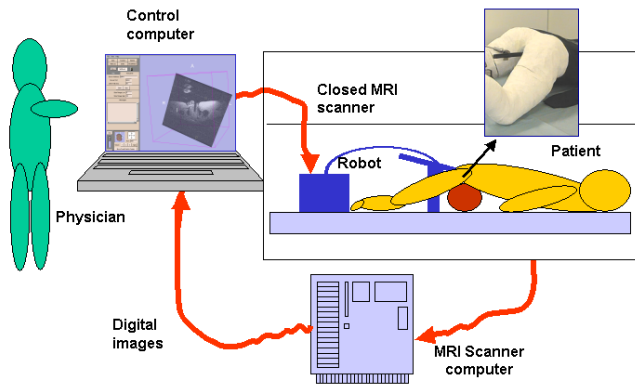 Control
computer
Closed MRI
scanner
Robot
Patient
Physician
Digital
images
MRI Scanner
computer